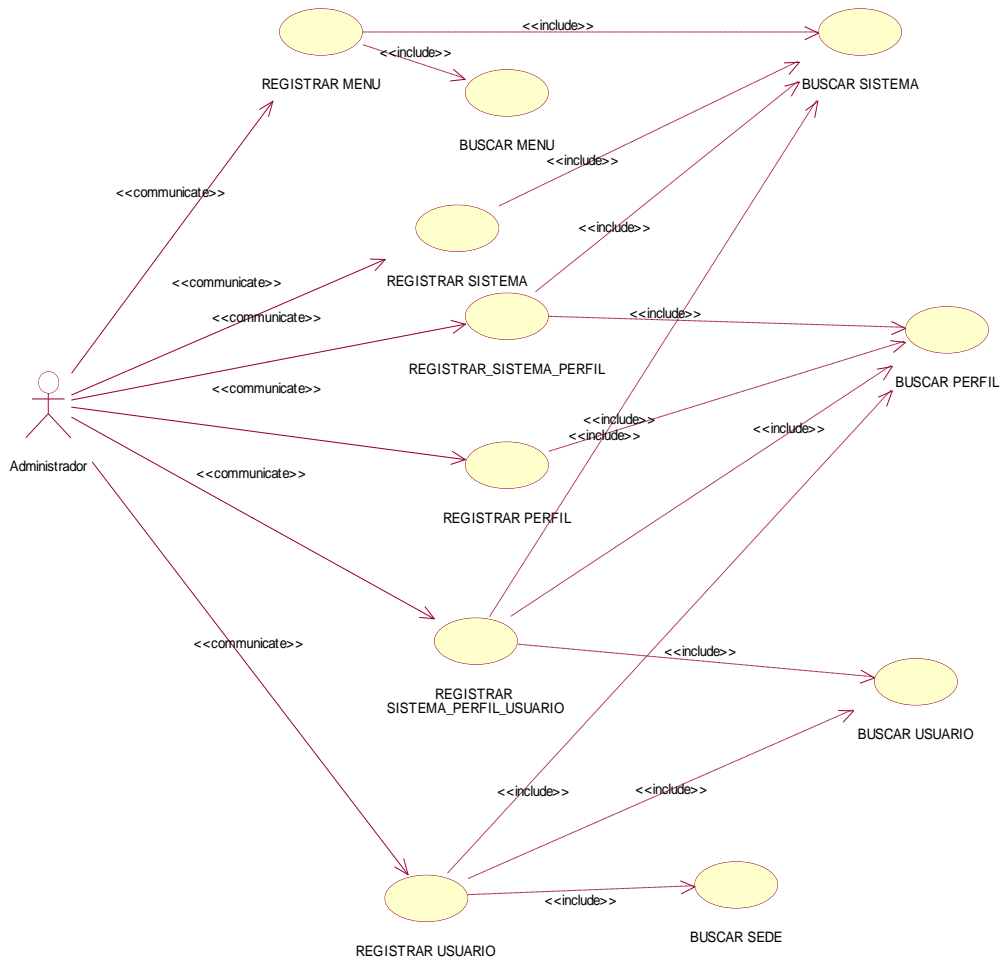 <<include>>
<<include>>
REGISTRAR MENU
BUSCAR SISTEMA
BUSCAR MENU
<<include>>
<<communicate>>
<<include>>
<<communicate>>
REGISTRAR SISTEMA
<<communicate>>
<<include>>
REGISTRAR_SISTEMA_PERFIL
BUSCAR PERFIL
<<communicate>>
<<include>>
<<include>>
<<include>>
Administrador
<<communicate>>
REGISTRAR PERFIL
<<communicate>>
<<include>>
REGISTRAR
SISTEMA_PERFIL_USUARIO
BUSCAR USUARIO
<<include>>
<<include>>
<<include>>
BUSCAR SEDE
REGISTRAR USUARIO